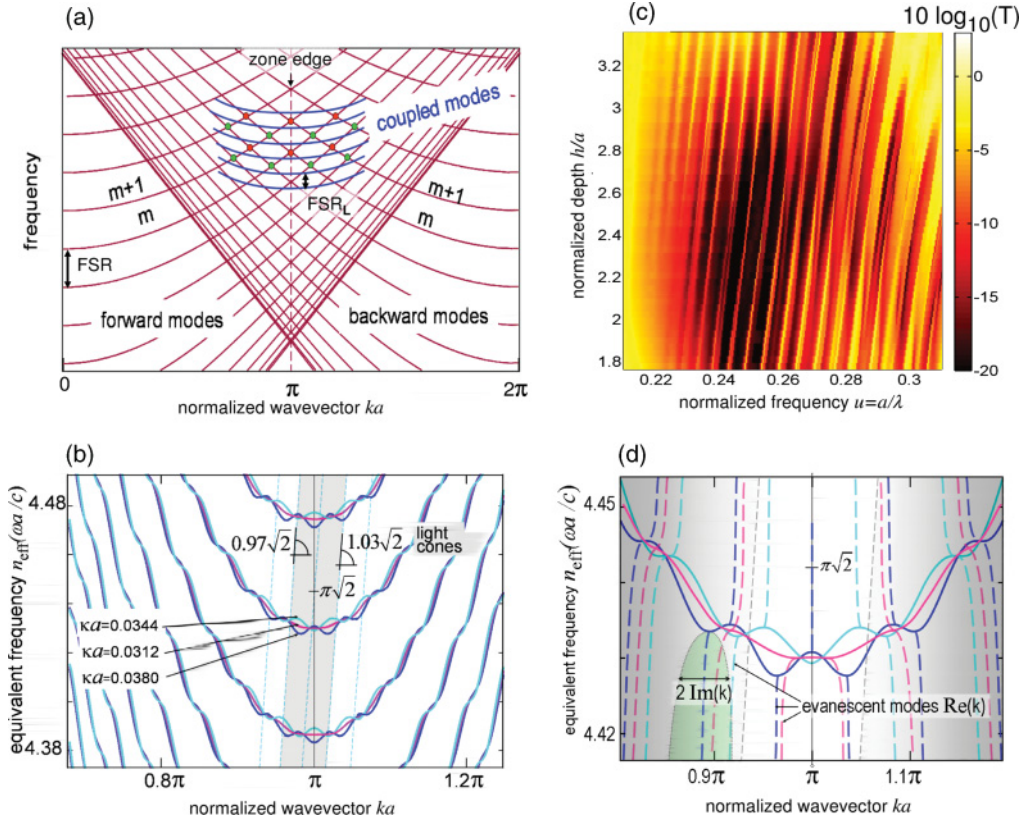 (a)
zone edge
coupled modes
frequency
m+1
m
m+1
m
FSR_L
FSR
forward modes
backward modes
0
π
2π
normalized wavevector ka
(c)
10 log₁₀(T)
normalized depth h/a
3.2
3
2.8
2.6
2.4
2.2
2
1.8
0.22
0.24
0.26
0.28
0.3
normalized frequency u=a/λ
0
-5
-10
-15
-20
(b)
equivalent frequency n_eff(ωa/c)
4.48
4.38
0.97√2
1.03√2
light
cones
π√2
κa=0.0344
κa=0.0312
κa=0.0380
0.8π
π
1.2π
normalized wavevector ka
(d)
equivalent frequency n_eff(ωa/c)
4.45
4.42
π√2
2 Im(k)
evanescent modes Re(k)
0.9π
π
1.1π
normalized wavevector ka